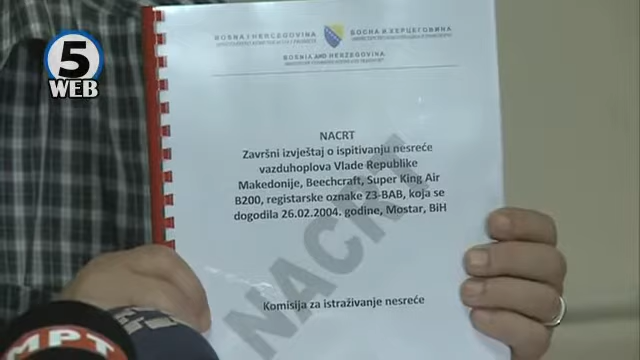 5
WEB
BOSNA I HERCEGOVINA
БОСНА И ХЕРЦЕГОВИНА
BOSNIA AND HERZEGOVINA
NACRT
Završni izvještaj o ispitivanju nesreće
vazduhoplova Vlade Republike
Makedonije, Beechcraft, Super King Air
B200, registarske oznake Z3-BAB, koja se
dogodila 26.02.2004. godine, Mostar, BiH
NACRT
Komisija za istraživanje nesreće
МРТ